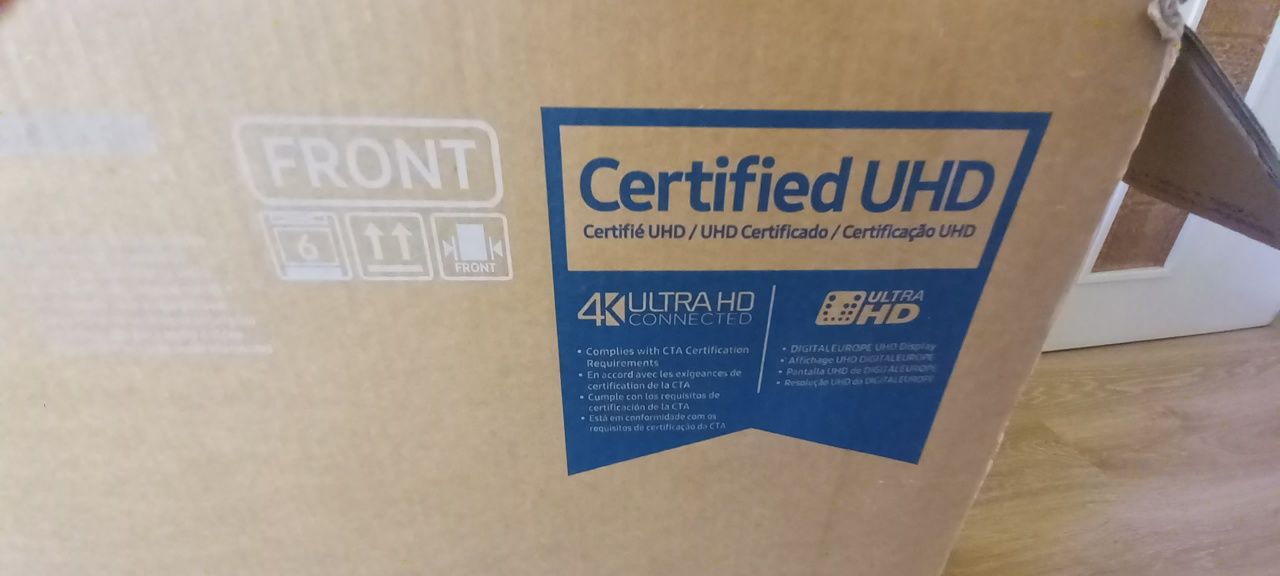 FRONT
6
FRONT
Certified UHD
Certifié UHD / UHD Certificado / Certificação UHD
4K ULTRA HD
CONNECTED
• Complies with CTA Certification
Requirements
• En accord avec les exigeances de
certification de la CTA
• Cumple con los requisitos de
certificación de la CTA
• Está em conformidade com os
requisitos de certificação da CTA
ULTRA
HD
• DIGITALEUROPE UHD Display
• Affichage UHD DIGITALEUROPE
• Pantalla UHD de DIGITALEUROPE
• Resolução UHD da DIGITALEUROPE